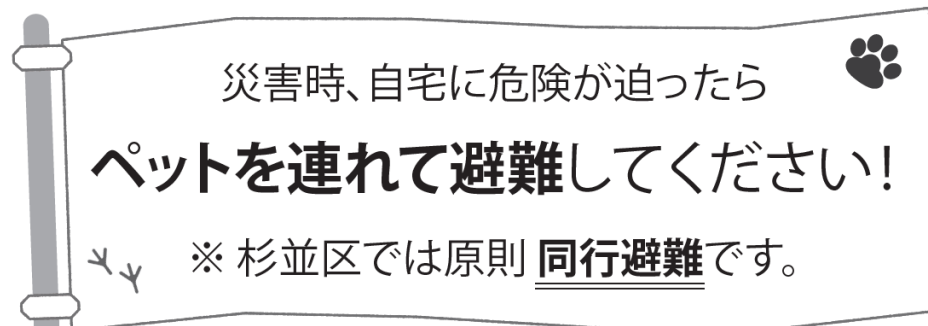 災害時、自宅に危険が迫ったら
ペットを連れて避難してください!
※ 杉並区では原則 同行避難です。